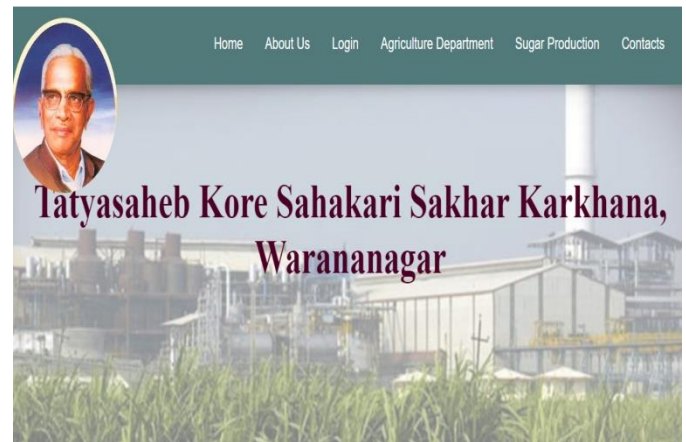 Home About Us Login Agriculture Department Sugar Production Contacts
Tatyasaheb Kore Sahakari Sakhar Karkhana,
Warananagar